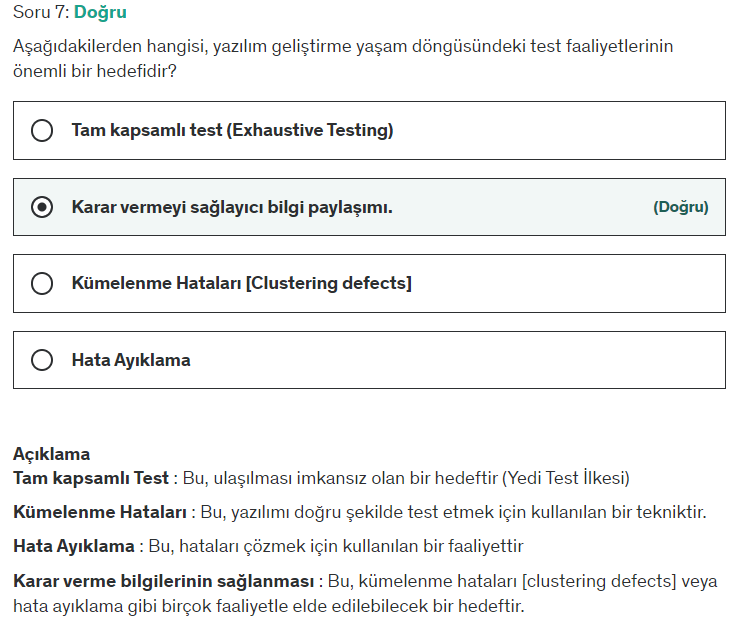 Soru 7: Doğru
Aşağıdakilerden hangisi, yazılım geliştirme yaşam döngüsündeki test faaliyetlerinin
önemli bir hedefidir?
Tam kapsamlı test (Exhaustive Testing)
Karar vermeyi sağlayıcı bilgi paylaşımı. (Doğru)
Kümelenme Hataları [Clustering defects]
Hata Ayıklama
Açıklama
Tam kapsamlı Test : Bu, ulaşılması imkansız olan bir hedeftir (Yedi Test İlkesi)
Kümelenme Hataları : Bu, yazılımı doğru şekilde test etmek için kullanılan bir tekniktir.
Hata Ayıklama : Bu, hataları çözmek için kullanılan bir faaliyettir
Karar verme bilgilerinin sağlanması : Bu, kümelenme hataları [clustering defects] veya
hata ayıklama gibi birçok faaliyetle elde edilebilecek bir hedeftir.